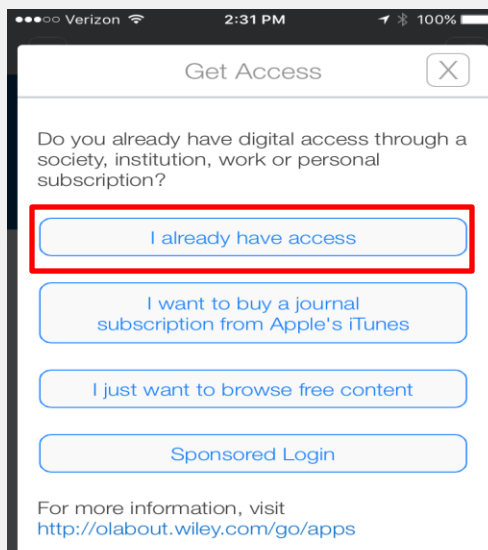 Verizon 2:31 PM 100%
Get Access X
Do you already have digital access through a
society, institution, work or personal
subscription?
I already have access
I want to buy a journal
subscription from Apple's iTunes
I just want to browse free content
Sponsored Login
For more information, visit
http://olabout.wiley.com/go/apps